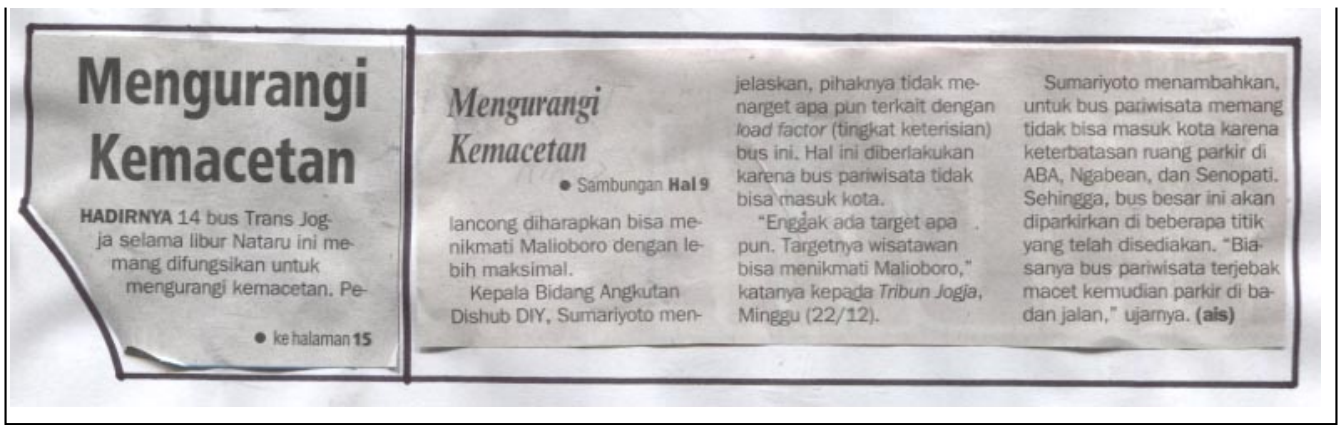 Mengurangi
Kemacetan
HADIRNYA 14 bus Trans Jog-
ja selama libur Nataru ini me-
mang difungsikan untuk
mengurangi kemacetan. Pe-
● ke halaman 15
Mengurangi
Kemacetan
● Sambungan Hal 9
lancong diharapkan bisa me-
nikmati Malioboro dengan le-
bih maksimal.
Kepala Bidang Angkutan
Dishub DIY, Sumariyoto men-
jelaskan, pihaknya tidak me-
narget apa pun terkait dengan
load factor (tingkat keterisian)
bus ini. Hal ini diberlakukan
karena bus pariwisata tidak
bisa masuk kota.
"Enggak ada target apa
pun. Targetnya wisatawan
bisa menikmati Malioboro,"
katanya kepada Tribun Jogja,
Minggu (22/12).
Sumariyoto menambahkan,
untuk bus pariwisata memang
tidak bisa masuk kota karena
keterbatasan ruang parkir di
ABA, Ngabean, dan Senopati.
Sehingga, bus besar ini akan
diparkirkan di beberapa titik
yang telah disediakan. "Bia-
sanya bus pariwisata terjebak
macet kemudian parkir di ba-
dan jalan," ujarnya. (ais)